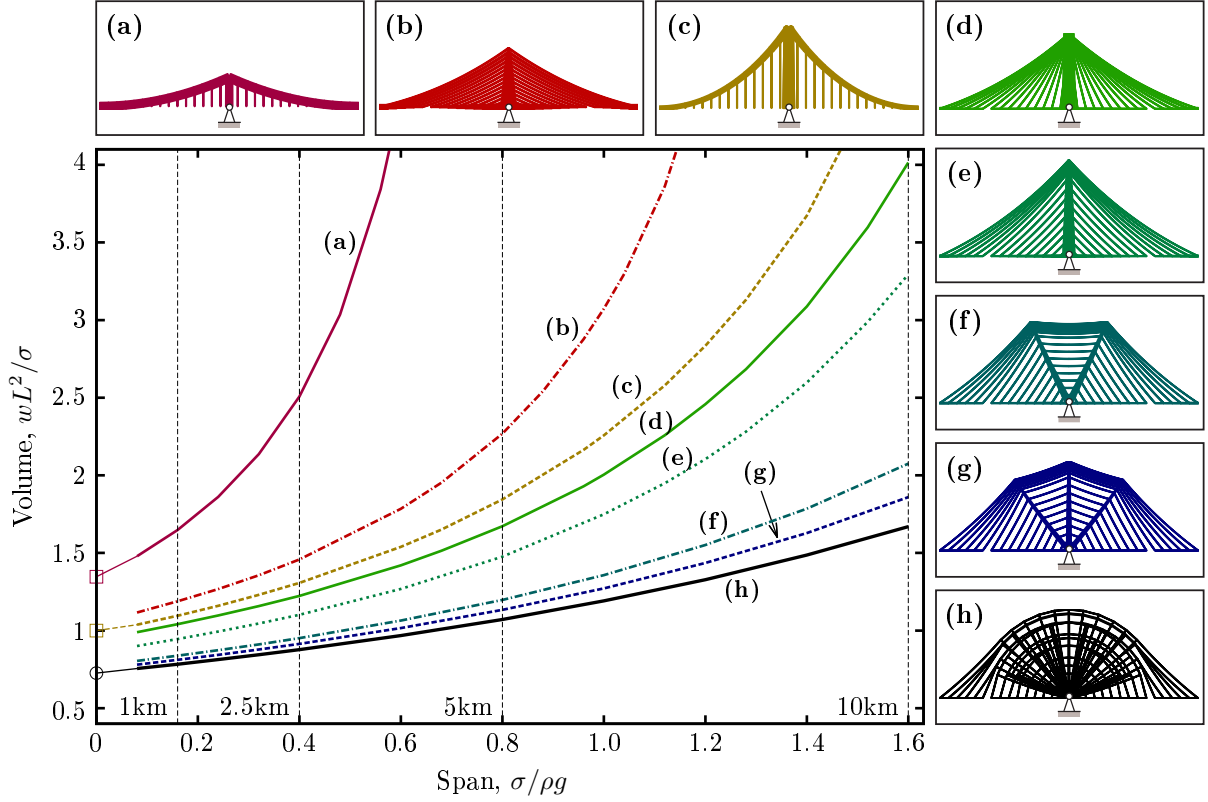 (a)
(b)
(c)
(d)
(e)
(f)
(g)
(h)
Volume, wL²/σ
4
3.5
3
2.5
2
1.5
1
0.5
(a)
(b)
(c)
(d)
(e)
(f)
(g)
(h)
1km
2.5km
5km
10km
0
0.2
0.4
0.6
0.8
1.0
1.2
1.4
1.6
Span, σ/ρg